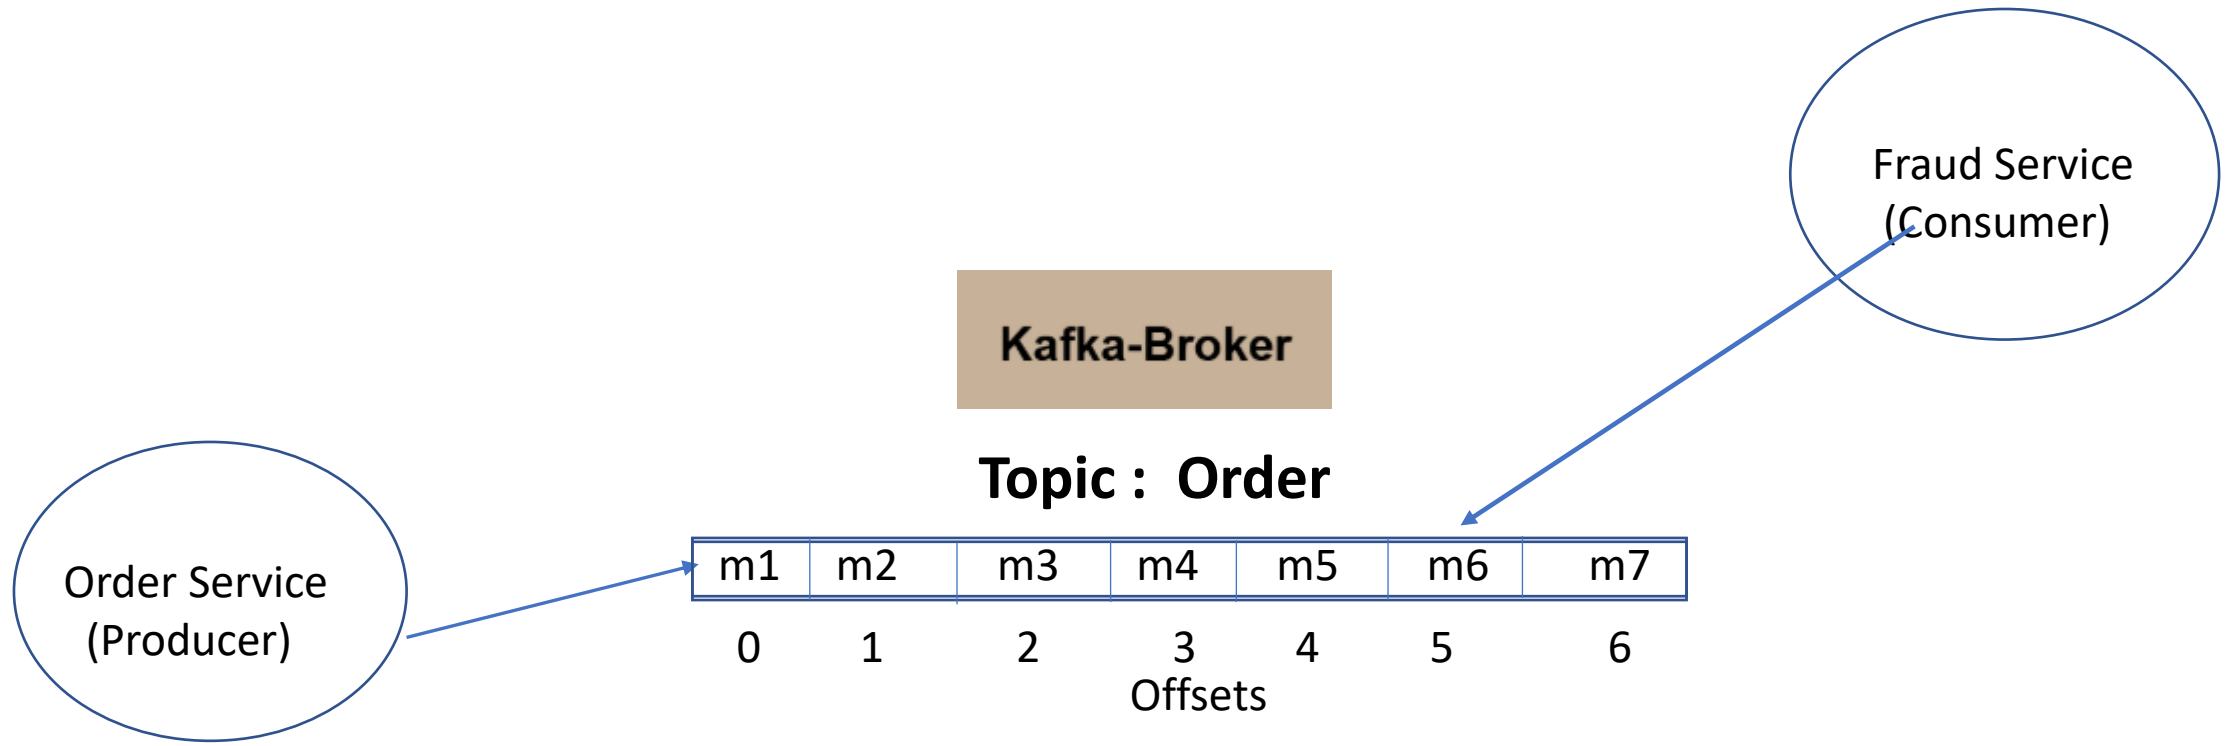 Fraud Service
(Consumer)
Kafka-Broker
Topic : Order
Order Service
(Producer)
m1 m2 m3 m4 m5 m6 m7
0 1 2 3 4 5 6
Offsets